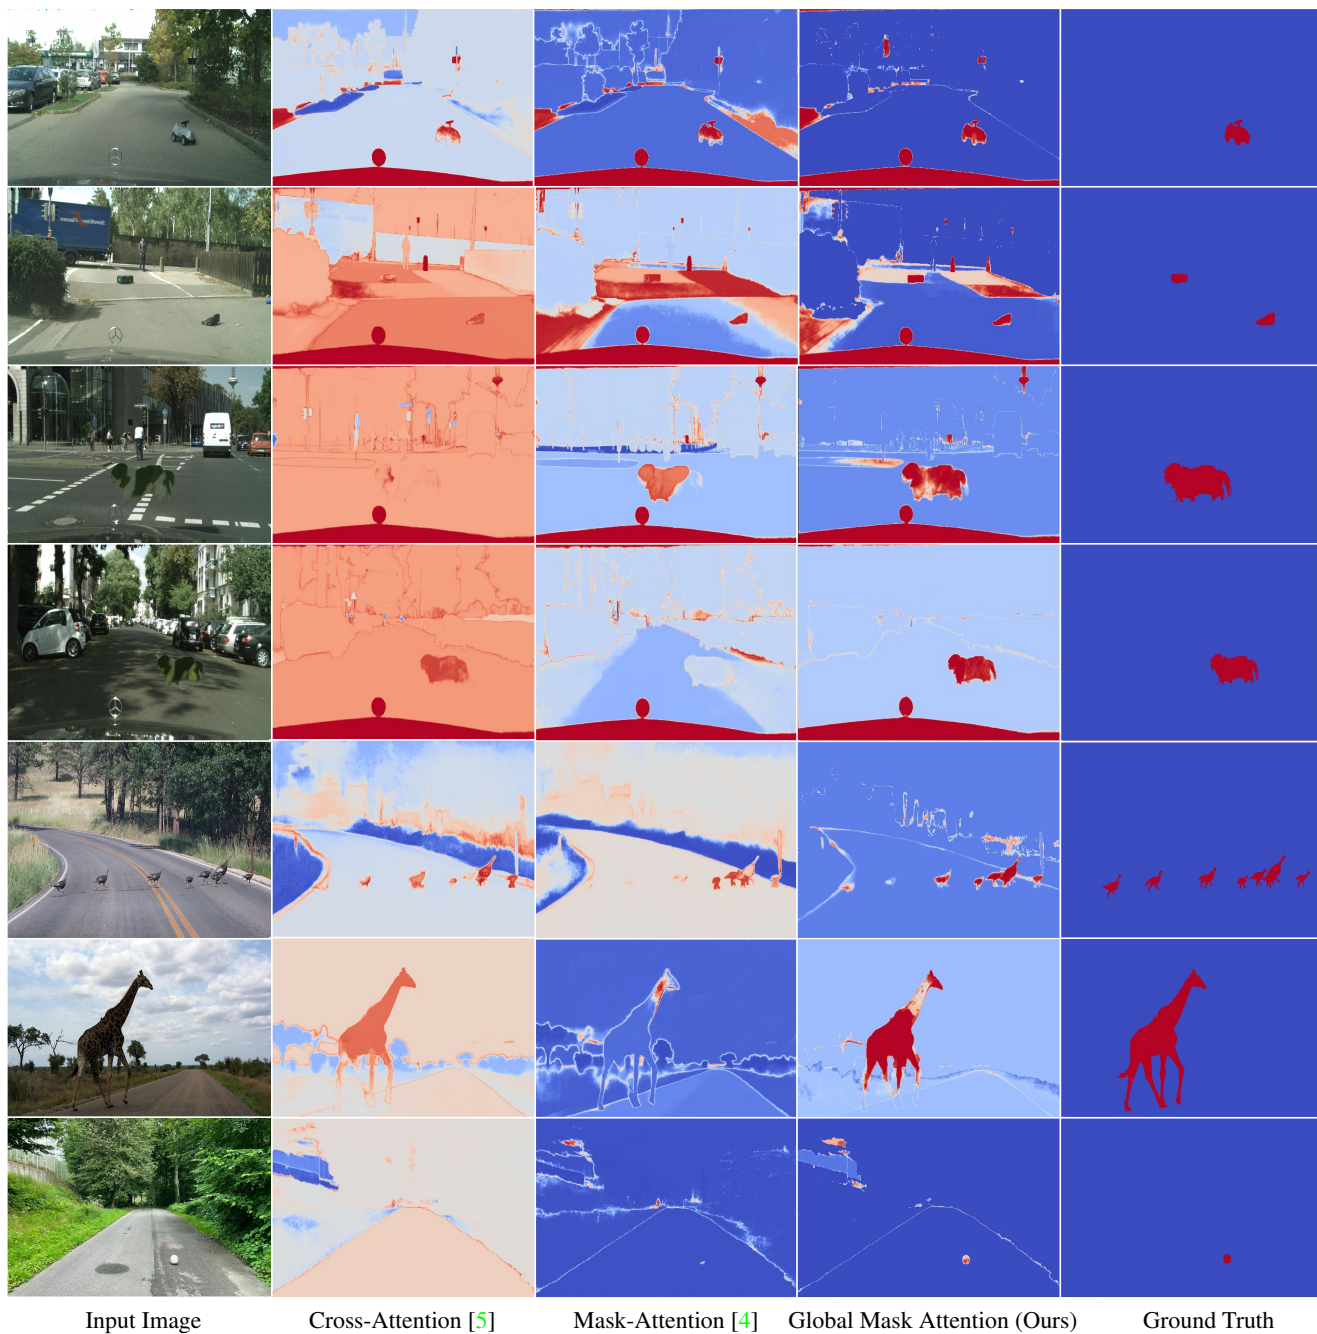 Input Image
Cross-Attention [5]
Mask-Attention [4]
Global Mask Attention (Ours)
Ground Truth